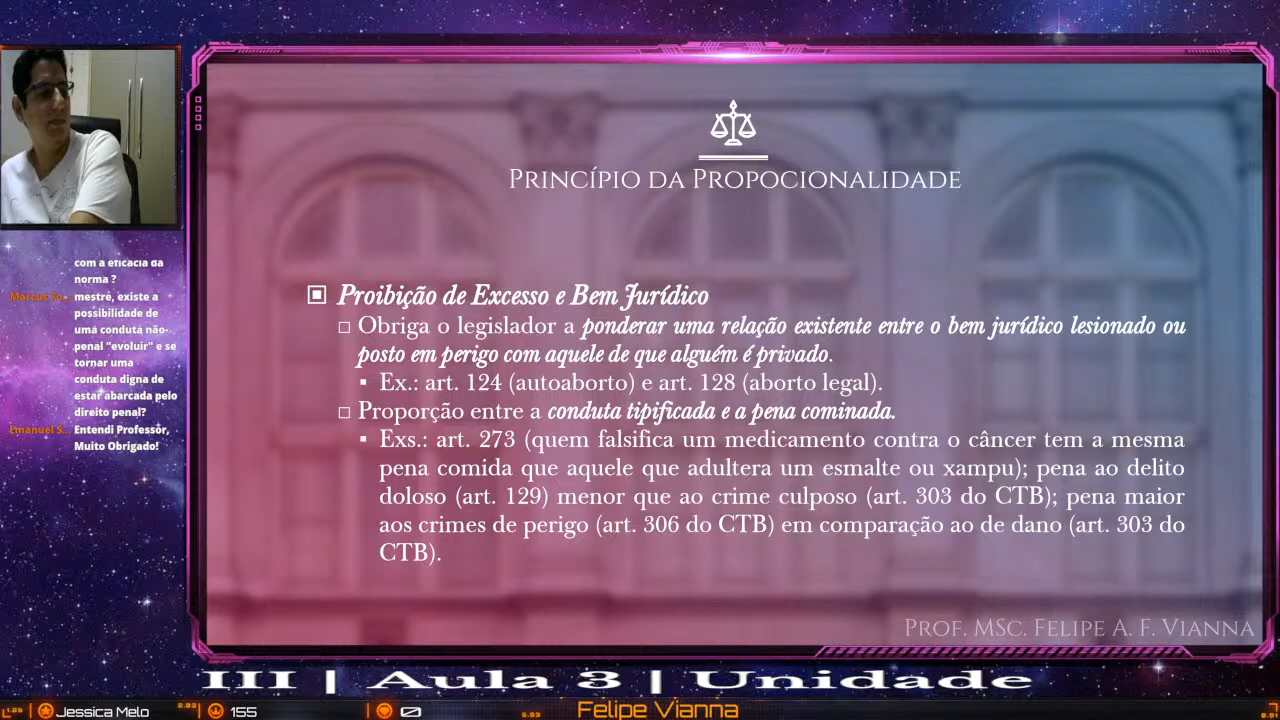 PRINCÍPIO DA PROPOCIONALIDADE
Proibição de Excesso e Bem Jurídico
Obriga o legislador a ponderar uma relação existente entre o bem jurídico lesionado ou
posto em perigo com aquele de que alguém é privado.
Ex.: art. 124 (autoaborto) e art. 128 (aborto legal).
Proporção entre a conduta tipificada e a pena cominada.
Exs.: art. 273 (quem falsifica um medicamento contra o câncer tem a mesma
pena comida que aquele que adultera um esmalte ou xampu); pena ao delito
doloso (art. 129) menor que ao crime culposo (art. 303 do CTB); pena maior
aos crimes de perigo (art. 306 do CTB) em comparação ao de dano (art. 303 do
CTB).
PROF. MSC. FELIPE A. F. VIANNA
com a eficácia da
norma ?
Marcus mestre, existe a
possibilidade de
uma conduta não-
penal "evoluir" e se
tornar uma
conduta digna de
estar abarcada pelo
direito penal?
Emanuel S... Entendi Professor,
Muito Obrigado!
III | Aula 3 | Unidade
Jessica Melo 155 0 Felipe Vianna